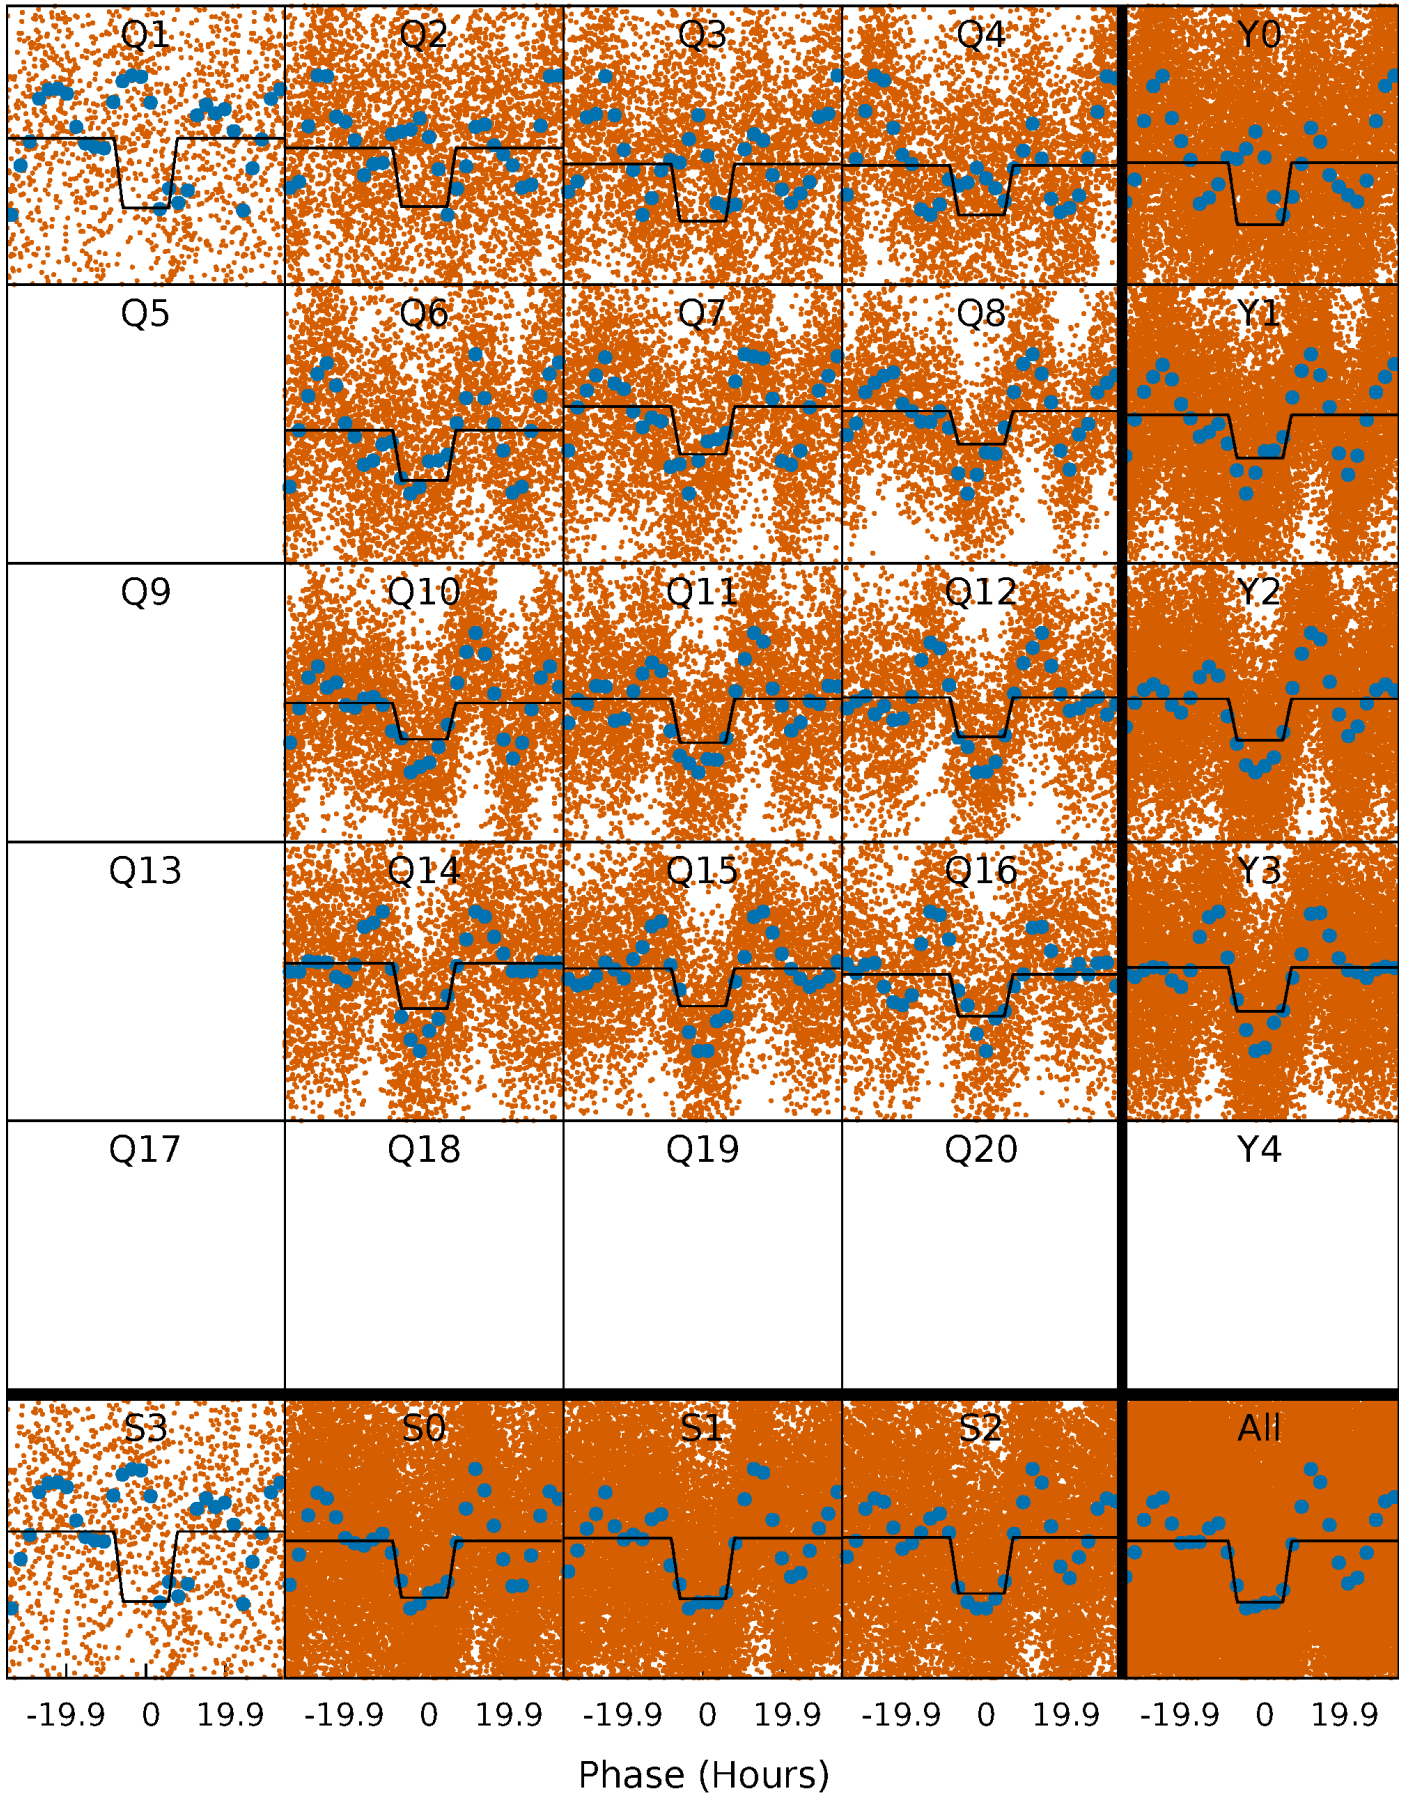 Q1 Q2 Q3 Q4 Y0
Q5 Q6 Q7 Q8 Y1
Q9 Q10 Q11 Q12 Y2
Q13 Q14 Q15 Q16 Y3
Q17 Q18 Q19 Q20 Y4
S3 S0 S1 S2 All
-19.9 0 19.9 -19.9 0 19.9 -19.9 0 19.9 -19.9 0 19.9 -19.9 0 19.9
Phase (Hours)